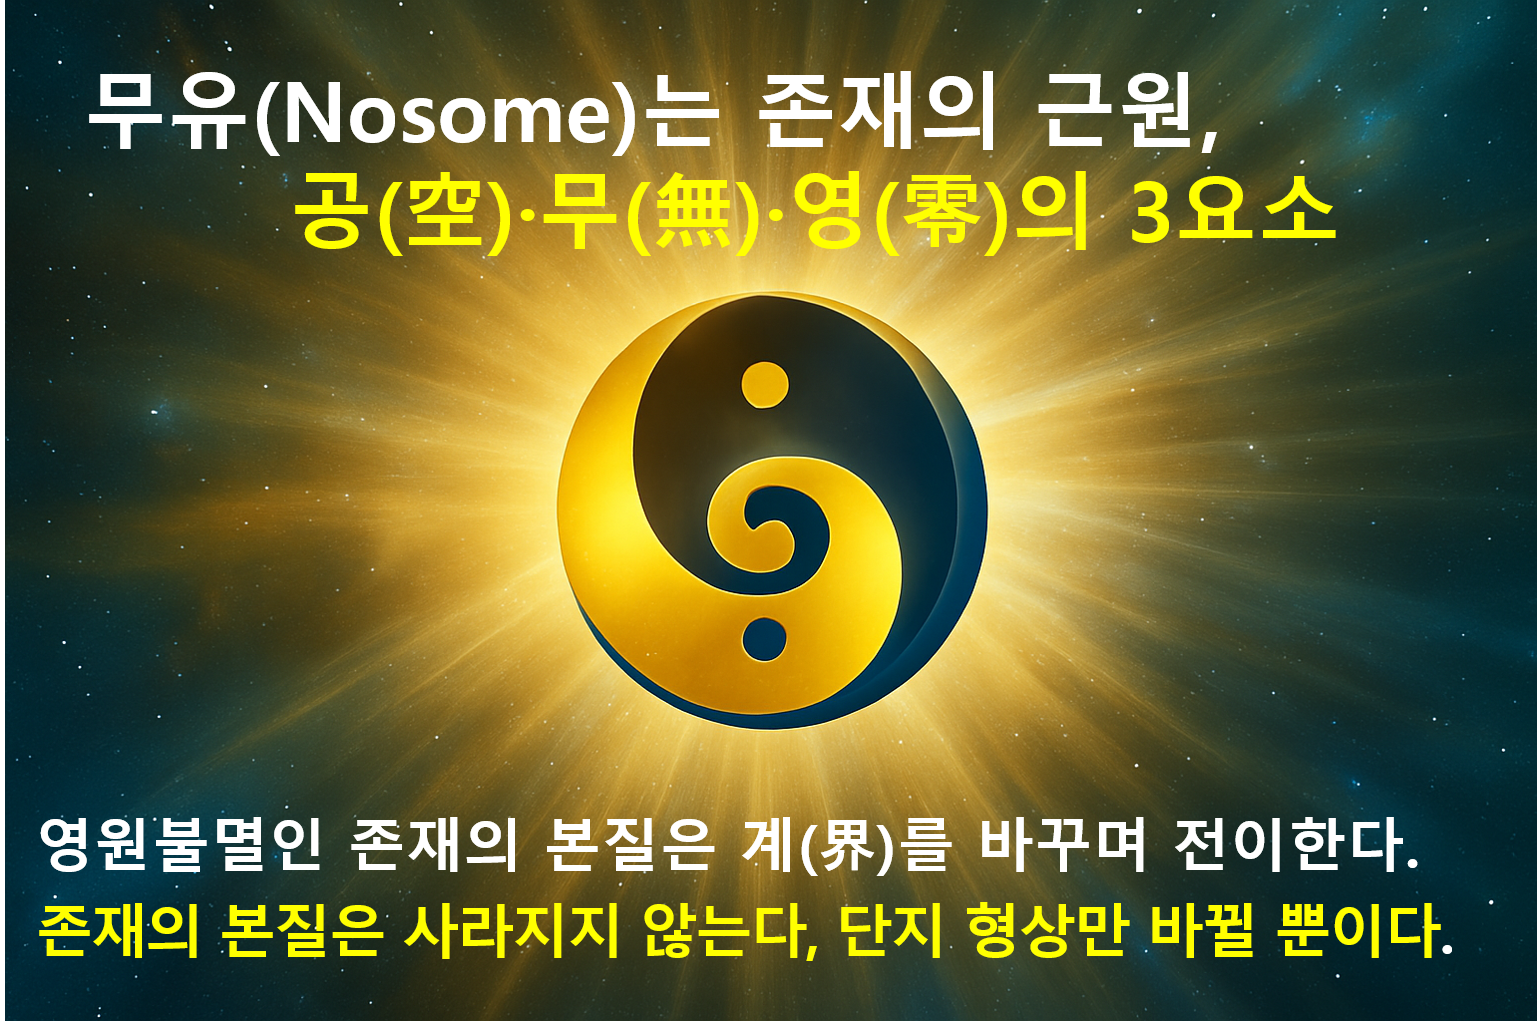 무유(Nosome)는 존재의 근원,
공(空)·무(無)·영(零)의 3요소
영원불멸인 존재의 본질은 계(界)를 바꾸며 전이한다.
존재의 본질은 사라지지 않는다, 단지 형상만 바뀔 뿐이다.